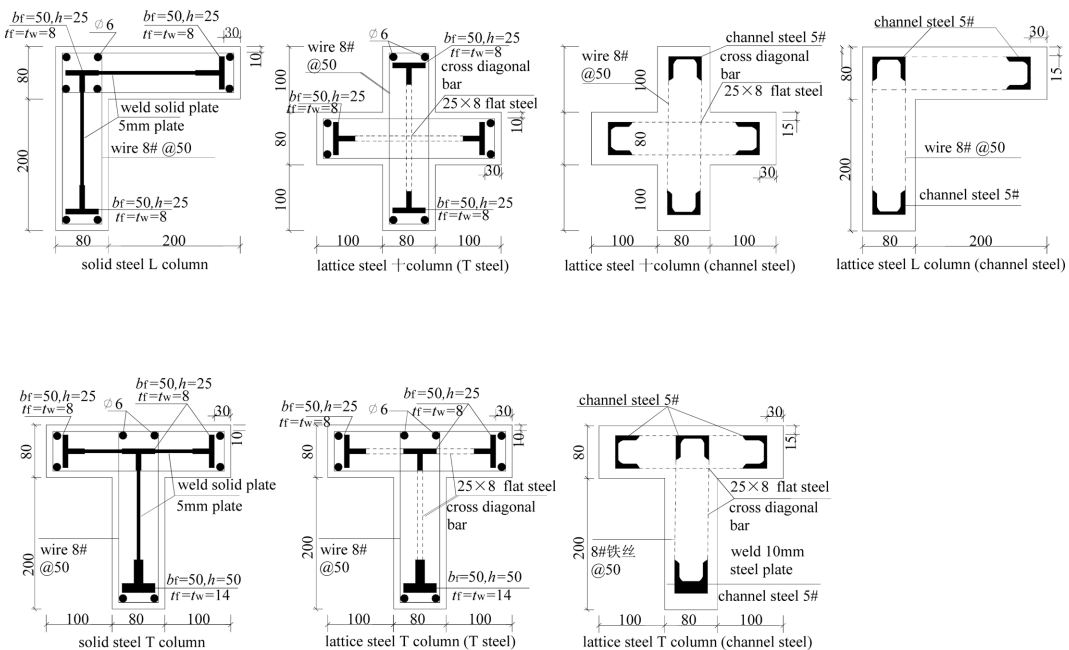 bf=50,h=25
tf=tw=8
∅6
bf=50,h=25
tf=tw=8
30
10
80
200
weld solid plate
5mm plate
wire 8# @50
bf=50,h=25
tf=tw=8
80
200
solid steel L column
wire 8#
@50
∅6
bf=50,h=25
tf=tw=8
cross diagonal
bar
25×8 flat steel
bf=50,h=25
tf=tw=8
10
100
80
100
30
bf=50,h=25
tf=tw=8
100
80
100
lattice steel 十column (T steel)
wire 8#
@50
channel steel 5#
cross diagonal
bar
25×8 flat steel
15
100
80
100
30
100
80
100
lattice steel 十column (channel steel)
channel steel 5#
30
15
80
200
wire 8# @50
channel steel 5#
80
200
lattice steel L column (channel steel)
bf=50,h=25
tf=tw=8
∅6
bf=50,h=25
tf=tw=8
30
10
80
200
weld solid plate
5mm plate
wire 8#
@50
bf=50,h=50
tf=tw=14
100
80
100
solid steel T column
bf=50,h=25
tf=tw=8
∅6
bf=50,h=25
tf=tw=8
30
10
80
200
25×8 flat steel
cross diagonal
bar
wire 8#
@50
bf=50,h=50
tf=tw=14
100
80
100
lattice steel T column (T steel)
channel steel 5#
30
15
80
200
25×8 flat steel
cross diagonal
bar
8#铁丝
@50
weld 10mm
steel plate
channel steel 5#
100
80
100
lattice steel T column (channel steel)